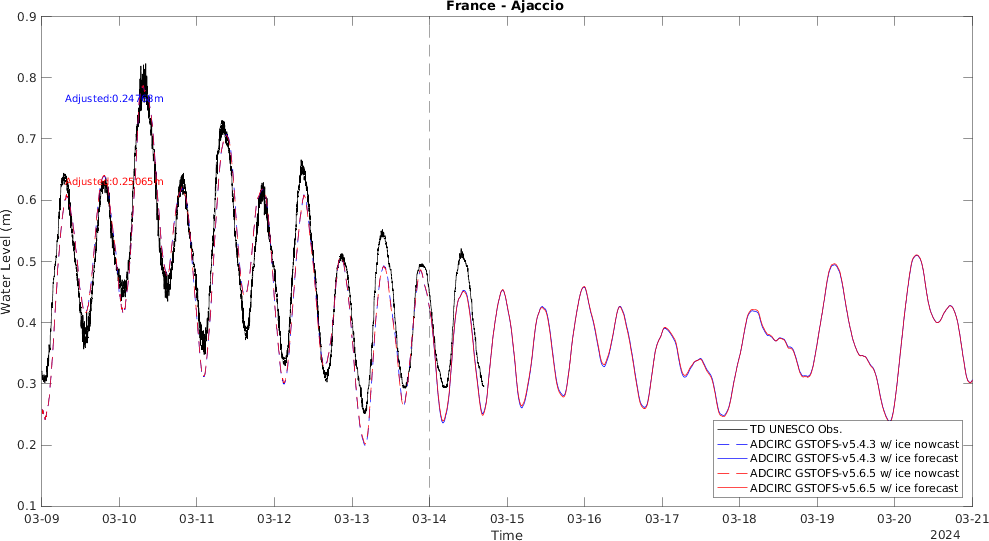 France - Ajaccio
0.9
0.8
0.7
0.6
0.5
0.4
0.3
0.2
0.1
Water Level (m)
Adjusted:0.25065m
03-09
03-10
03-11
03-12
03-13
03-14
03-15
03-16
03-17
03-18
03-19
03-20
03-21
2024
Time
TD UNESCO Obs.
ADCIRC GSTOFS-v5.4.3 w/ ice nowcast
ADCIRC GSTOFS-v5.4.3 w/ ice forecast
ADCIRC GSTOFS-v5.6.5 w/ ice nowcast
ADCIRC GSTOFS-v5.6.5 w/ ice forecast